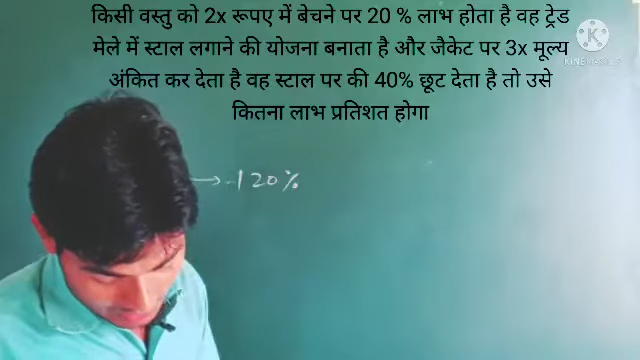 किसी वस्तु को 2x रूपए में बेचने पर 20 % लाभ होता है वह ट्रेड
मेले में स्टाल लगाने की योजना बनाता है और जैकेट पर 3x मूल्य
अंकित कर देता है वह स्टाल पर की 40% छूट देता है तो उसे
कितना लाभ प्रतिशत होगा
→ 120%